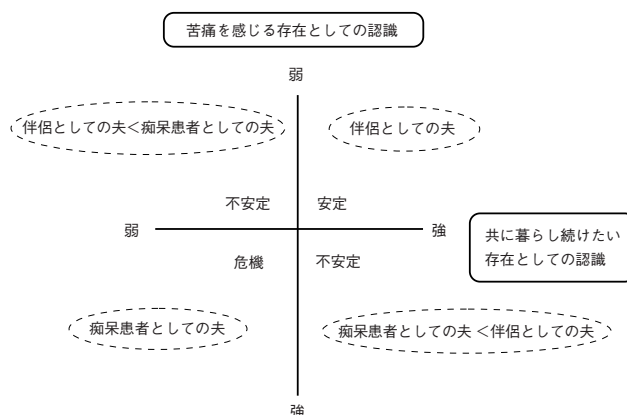 苦痛を感じる存在としての認識
弱
伴侶としての夫<痴呆患者としての夫
伴侶としての夫
不安定
安定
弱
強
共に暮らし続けたい
存在としての認識
危機
不安定
痴呆患者としての夫
痴呆患者としての夫 <伴侶としての夫
強